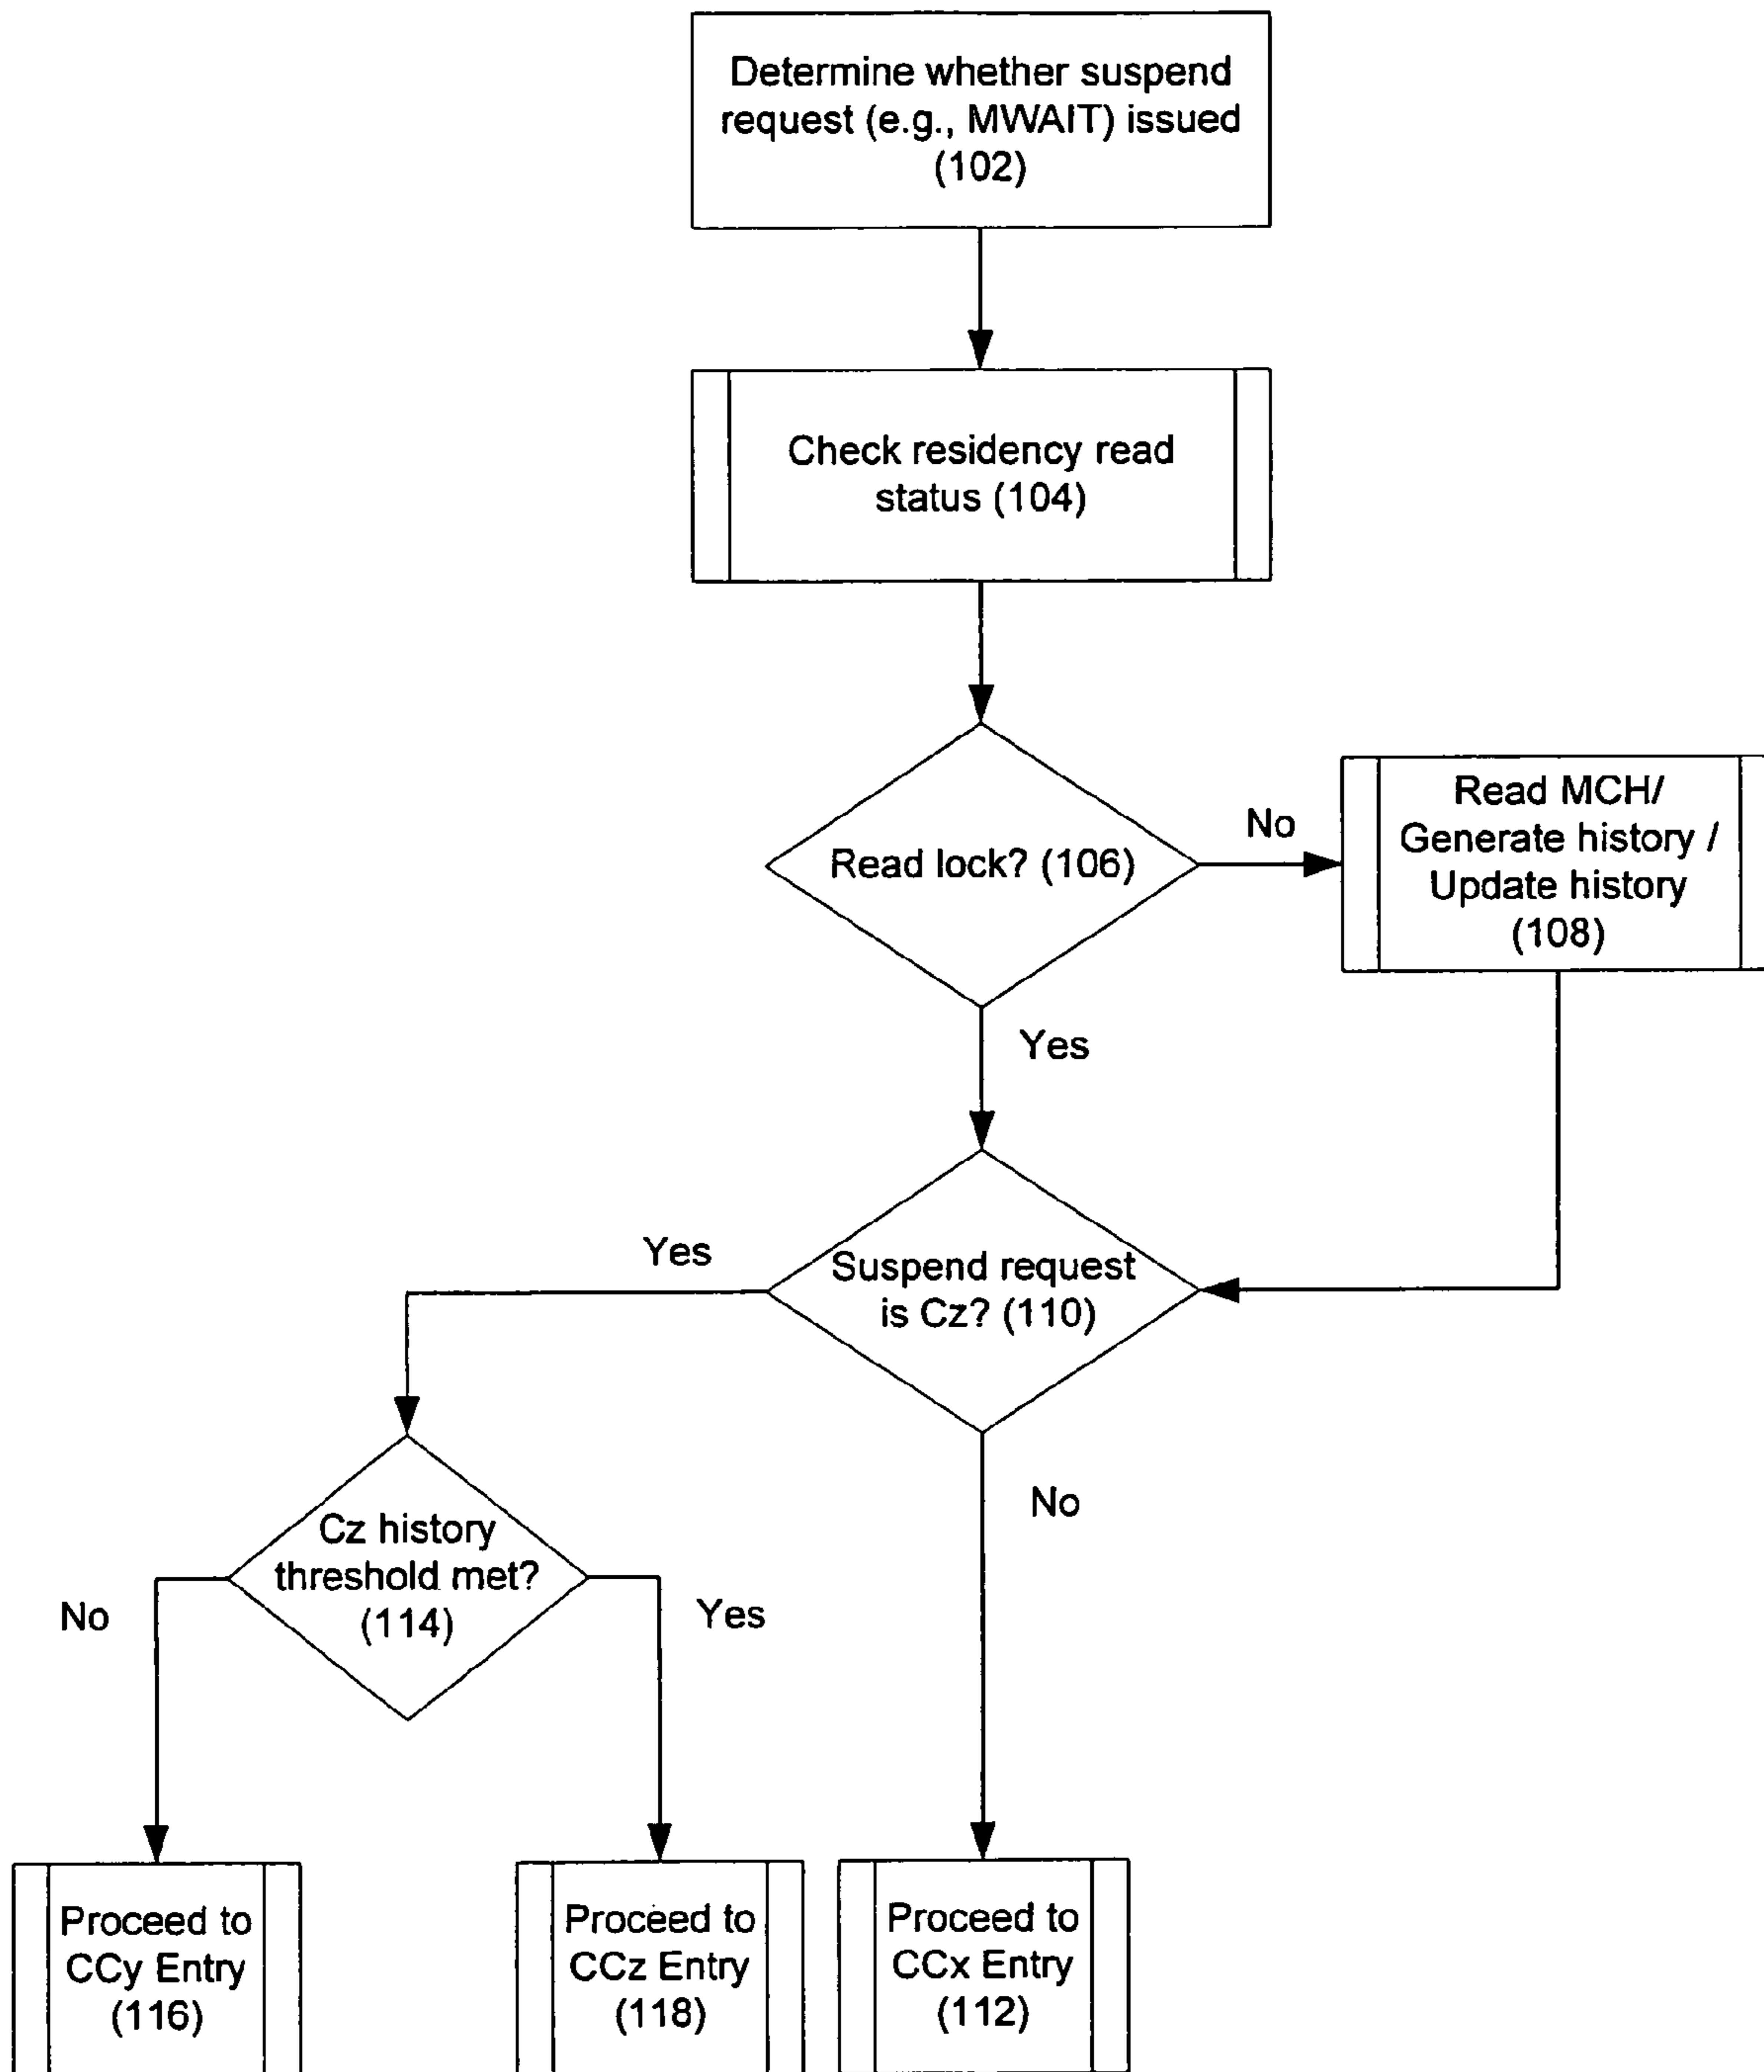 Determine whether suspend
request (e.g., MWAIT) issued
(102)
Check residency read
status (104)
Read lock? (106)
No
Read MCH/
Generate history /
Update history
(108)
Yes
Suspend request
is Cz? (110)
Yes
No
Cz history
threshold met?
(114)
No
Yes
Proceed to
CCy Entry
(116)
Proceed to
CCz Entry
(118)
Proceed to
CCx Entry
(112)